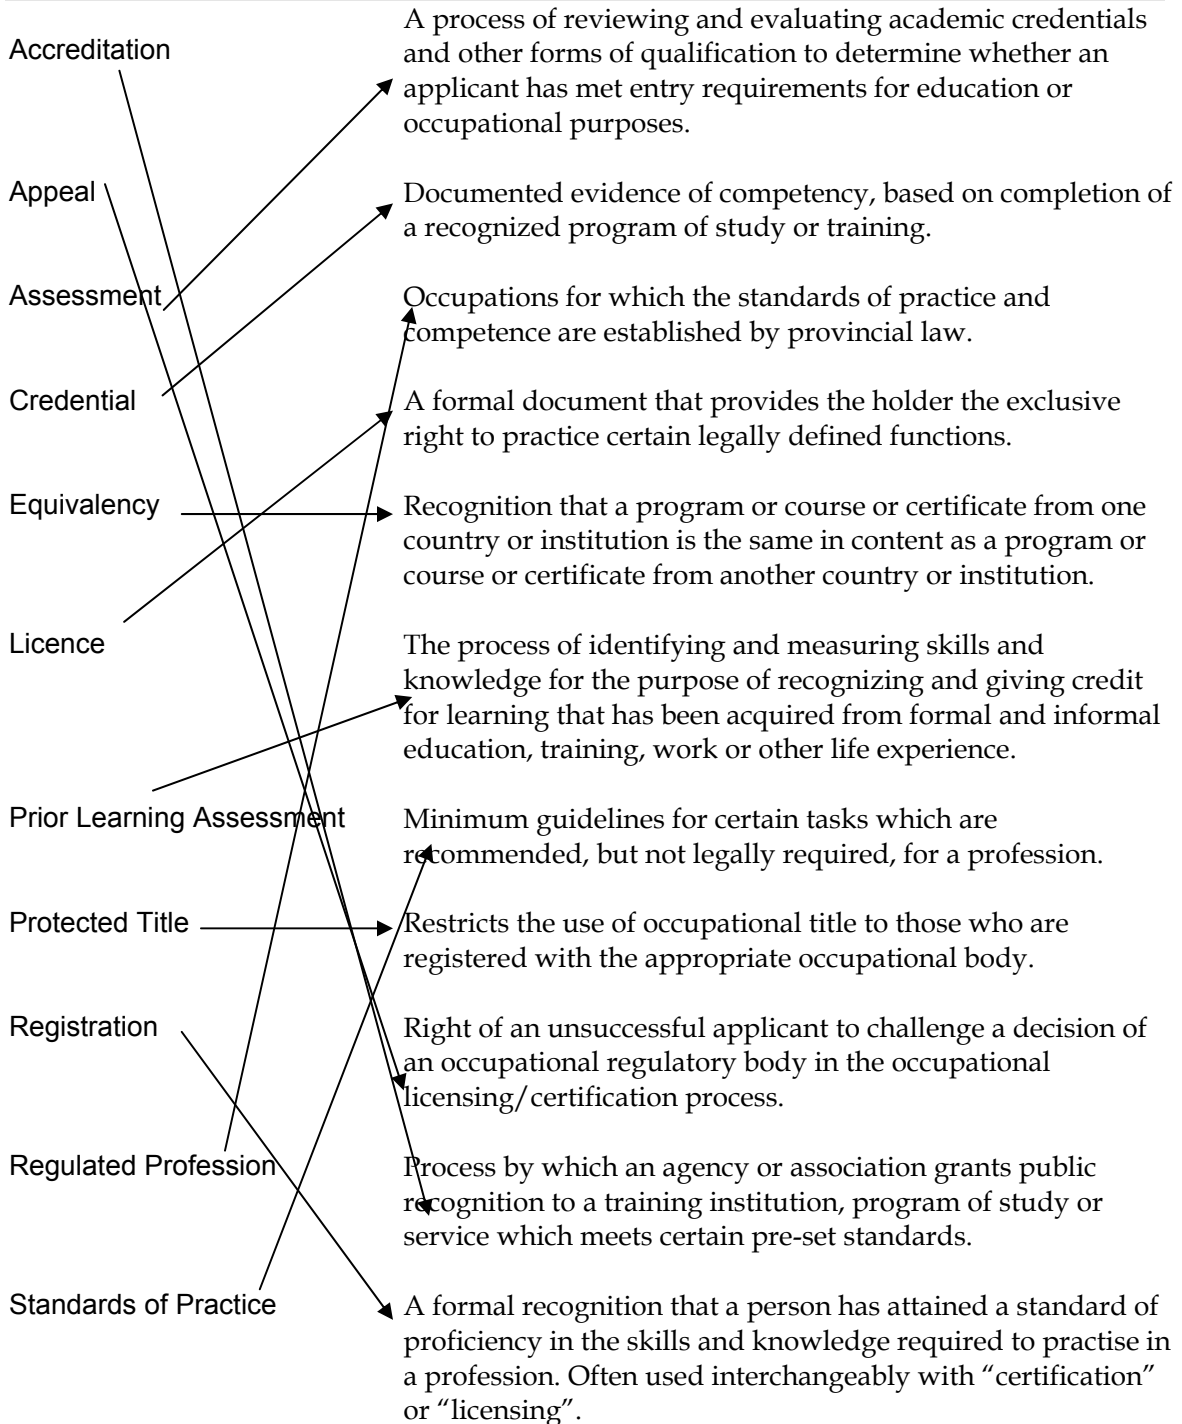 Accreditation
A process of reviewing and evaluating academic credentials
and other forms of qualification to determine whether an
applicant has met entry requirements for education or
occupational purposes.
Appeal
Documented evidence of competency, based on completion of
a recognized program of study or training.
Assessment
Occupations for which the standards of practice and
competence are established by provincial law.
Credential
A formal document that provides the holder the exclusive
right to practice certain legally defined functions.
Equivalency
Recognition that a program or course or certificate from one
country or institution is the same in content as a program or
course or certificate from another country or institution.
Licence
The process of identifying and measuring skills and
knowledge for the purpose of recognizing and giving credit
for learning that has been acquired from formal and informal
education, training, work or other life experience.
Prior Learning Assessment
Minimum guidelines for certain tasks which are
recommended, but not legally required, for a profession.
Protected Title
Restricts the use of occupational title to those who are
registered with the appropriate occupational body.
Registration
Right of an unsuccessful applicant to challenge a decision of
an occupational regulatory body in the occupational
licensing/certification process.
Regulated Profession
Process by which an agency or association grants public
recognition to a training institution, program of study or
service which meets certain pre-set standards.
Standards of Practice
A formal recognition that a person has attained a standard of
proficiency in the skills and knowledge required to practise in
a profession. Often used interchangeably with “certification”
or “licensing”.